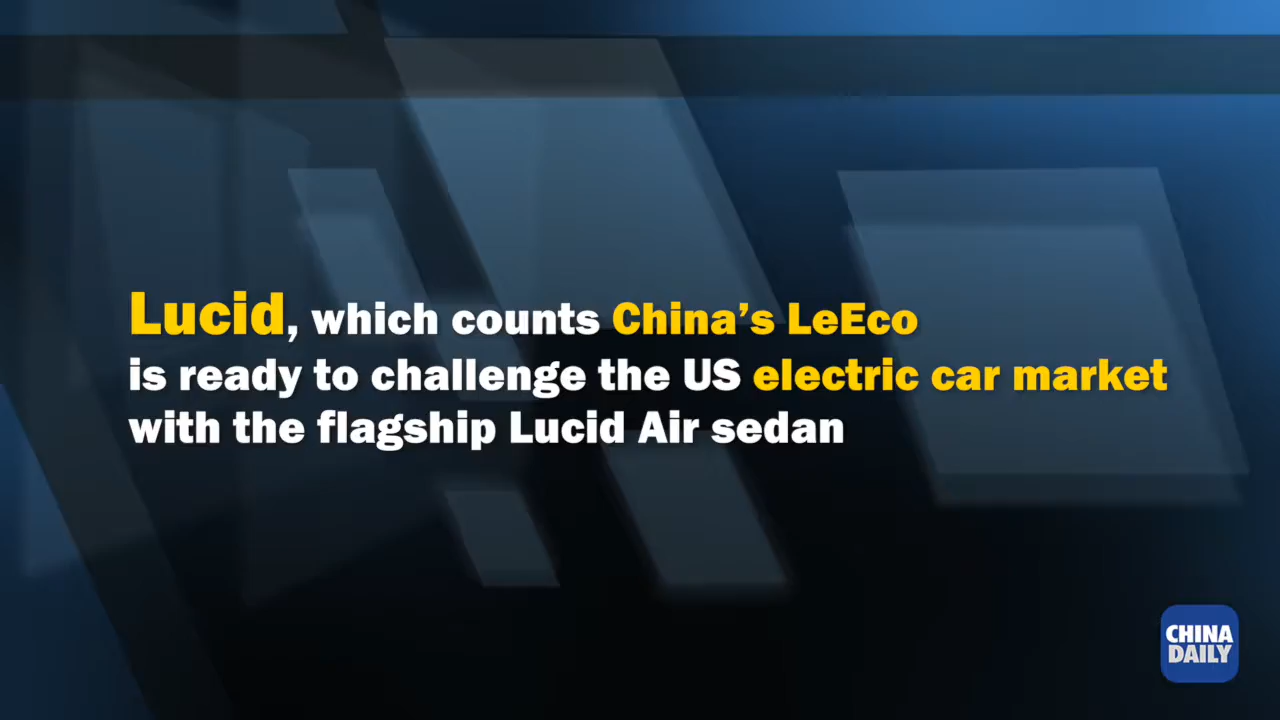 Lucid, which counts China's LeEco
is ready to challenge the US electric car market
with the flagship Lucid Air sedan
CHINA
DAILY